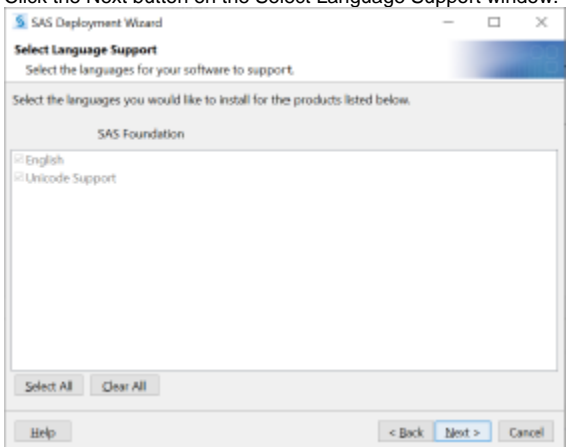 Click the Next button on the Select Language Support window.
SAS Deployment Wizard
Select Language Support
Select the languages for your software to support.
Select the languages you would like to install for the products listed below.
SAS Foundation
English
Unicode Support
Select All Clear All
Help < Back Next > Cancel